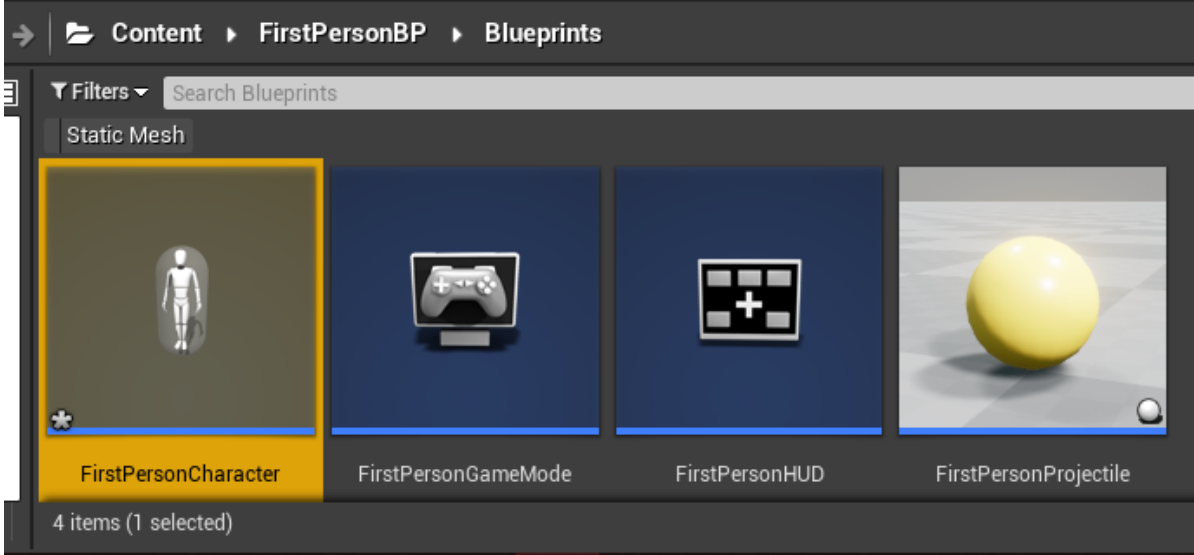 Content FirstPersonBP Blueprints
Filters Search Blueprints
Static Mesh
FirstPersonCharacter FirstPersonGameMode FirstPersonHUD FirstPersonProjectile
4 items (1 selected)